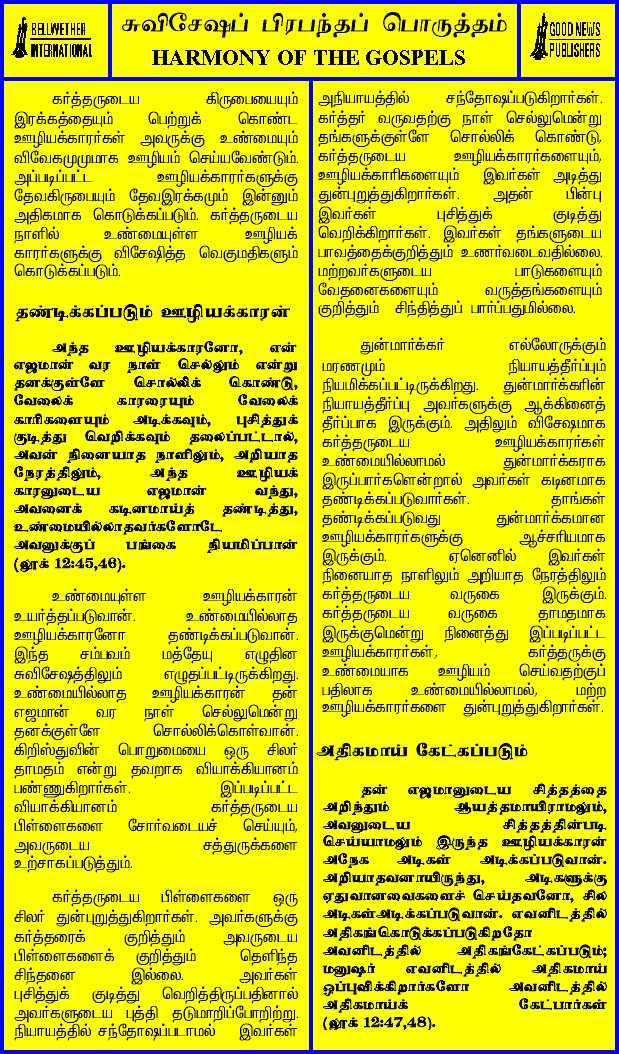 BELLWETHER
INTERNATIONAL
சுவிசேஷப் பிரபந்தப் பொருத்தம்
HARMONY OF THE GOSPELS
GOOD NEWS
PUBLISHERS
கர்த்தருடைய கிருபையையும்
இரக்கத்தையும் பெற்றுக் கொண்ட
ஊழியக்காரர்கள் அவருக்கு உண்மையும்
விவேகமுமுமாக ஊழியம் செய்யவேண்டும்.
அப்படிப்பட்ட ஊழியக்காரர்களுக்கு
தேவகிருபையும் தேவஇரக்கமும் இன்னும்
அதிகமாக கொடுக்கப்படும். கர்த்தருடைய
நாளில் உண்மையுள்ள ஊழியக்
காரர்களுக்கு விசேஷித்த வெகுமதிகளும்
கொடுக்கப்படும்.
தண்டிக்கப்படும் ஊழியக்காரன்
அந்த ஊழியக்காரனோ, என்
எஜமான் வர நாள் செல்லும் என்று
தனக்குள்ளே சொல்லிக் கொண்டு,
வேலைக் காரரையும் வேலைக்
காரிகளையும் அடிக்கவும், புசித்துக்
குடித்து வெறிக்கவும் தலைப்பட்டால்,
அவன் நினையாத நாளிலும், அறியாத
நேரத்திலும், அந்த ஊழியக்
காரனுடைய எஜமான் வந்து,
அவனைக் கடினமாய்த் தண்டித்து,
உண்மையில்லாதவர்களோடே
அவனுக்குப் பங்கை நியமிப்பான்
(லூக் 12:45,46).
உண்மையுள்ள ஊழியக்காரன்
உயர்த்தப்படுவான். உண்மையில்லாத
ஊழியக்காரனோ தண்டிக்கப்படுவான்.
இந்த சம்பவம் மத்தேயு எழுதின
சுவிசேஷத்திலும் எழுதப்பட்டிருக்கிறது.
உண்மையில்லாத ஊழியக்காரன் தன்
எஜமான் வர நாள் செல்லுமென்று
தனக்குள்ளே சொல்லிக்கொள்வான்.
கிறிஸ்துவின் பொறுமையை ஒரு சிலர்
தாமதம் என்று தவறாக வியாக்கியானம்
பண்ணுகிறார்கள். இப்படிப்பட்ட
வியாக்கியானம் கர்த்தருடைய
பிள்ளைகளை சோர்வடையச் செய்யும்,
அவருடைய சத்துருக்களை
உற்சாகப்படுத்தும்.
கர்த்தருடைய பிள்ளைகளை ஒரு
சிலர் துன்புறுத்துகிறார்கள். அவர்களுக்கு
கர்த்தரைக் குறித்தும் அவருடைய
பிள்ளைகளைக் குறித்தும் தெளிந்த
சிந்தனை இல்லை. அவர்கள்
புசித்துக் குடித்து வெறித்திருப்பதினால்
அவர்களுடைய புத்தி தடுமாறிப்போறிற்று.
நியாயத்தில் சந்தோஷப்படாமல் இவர்கள்
அநியாயத்தில் சந்தோஷப்படுகிறார்கள்.
கர்த்தர் வருவதற்கு நாள் செல்லுமென்று
தங்களுக்குள்ளே சொல்லிக் கொண்டு,
கர்த்தருடைய ஊழியக்காரர்களையும்,
ஊழியக்காரிகளையும் இவர்கள் அடித்து
துன்புறுத்துகிறார்கள். அதன் பின்பு
இவர்கள் புசித்துக் குடித்து
வெறிக்கிறார்கள். இவர்கள் தங்களுடைய
பாவத்தைக்குறித்தும் உணர்வடைவதில்லை.
மற்றவர்களுடைய பாடுகளையும்
வேதனைகளையும் வருத்தங்களையும்
குறித்தும் சிந்தித்துப் பார்ப்பதுமில்லை.
துன்மார்க்கர் எல்லோருக்கும்
மரணமும் நியாயத்தீர்ப்பும்
நியமிக்கப்பட்டிருக்கிறது. துன்மார்க்கரின்
நியாயத்தீர்ப்பு அவர்களுக்கு ஆக்கினைத்
தீர்ப்பாக இருக்கும். அதிலும் விசேஷமாக
கர்த்தருடைய ஊழியக்காரர்கள்
உண்மையில்லாமல் துன்மார்க்கராக
இருப்பார்களென்றால் அவர்கள் கடினமாக
தண்டிக்கப்படுவார்கள். தாங்கள்
தண்டிக்கப்படுவது துன்மார்க்கமான
ஊழியக்காரர்களுக்கு ஆச்சரியமாக
இருக்கும். ஏனெனில் இவர்கள்
நினையாத நாளிலும் அறியாத நேரத்திலும்
கர்த்தருடைய வருகை இருக்கும்.
கர்த்தருடைய வருகை தாமதமாக
இருக்குமென்று நினைத்து இப்படிப்பட்ட
ஊழியக்காரர்கள், கர்த்தருக்கு
உண்மையாக ஊழியம் செய்வதற்குப்
பதிலாக உண்மையில்லாமல், மற்ற
ஊழியக்காரர்களை துன்புறுத்துகிறார்கள்.
அதிகமாய் கேட்கப்படும்
தன் எஜமானுடைய சித்தத்தை
அறிந்தும் ஆயத்தமாயிராமலும்,
அவனுடைய சித்தத்தின்படி
செய்யாமலும் இருந்த ஊழியக்காரன்
அநேக அடிகள் அடிக்கப்படுவான்.
அறியாதவனாயிருந்து, அடிகளுக்கு
ஏதுவானவைகளைச் செய்தவனோ, சில
அடிகள்அடிக்கப்படுவான். எவனிடத்தில்
அதிகங்கொடுக்கப்படுகிறதோ
அவனிடத்தில் அதிகங்கேட்கப்படும்;
மனுஷர் எவனிடத்தில் அதிகமாய்
ஒப்புவிக்கிறார்களோ அவனிடத்தில்
அதிகமாய்க் கேட்பார்கள்
(லூக் 12:47,48).